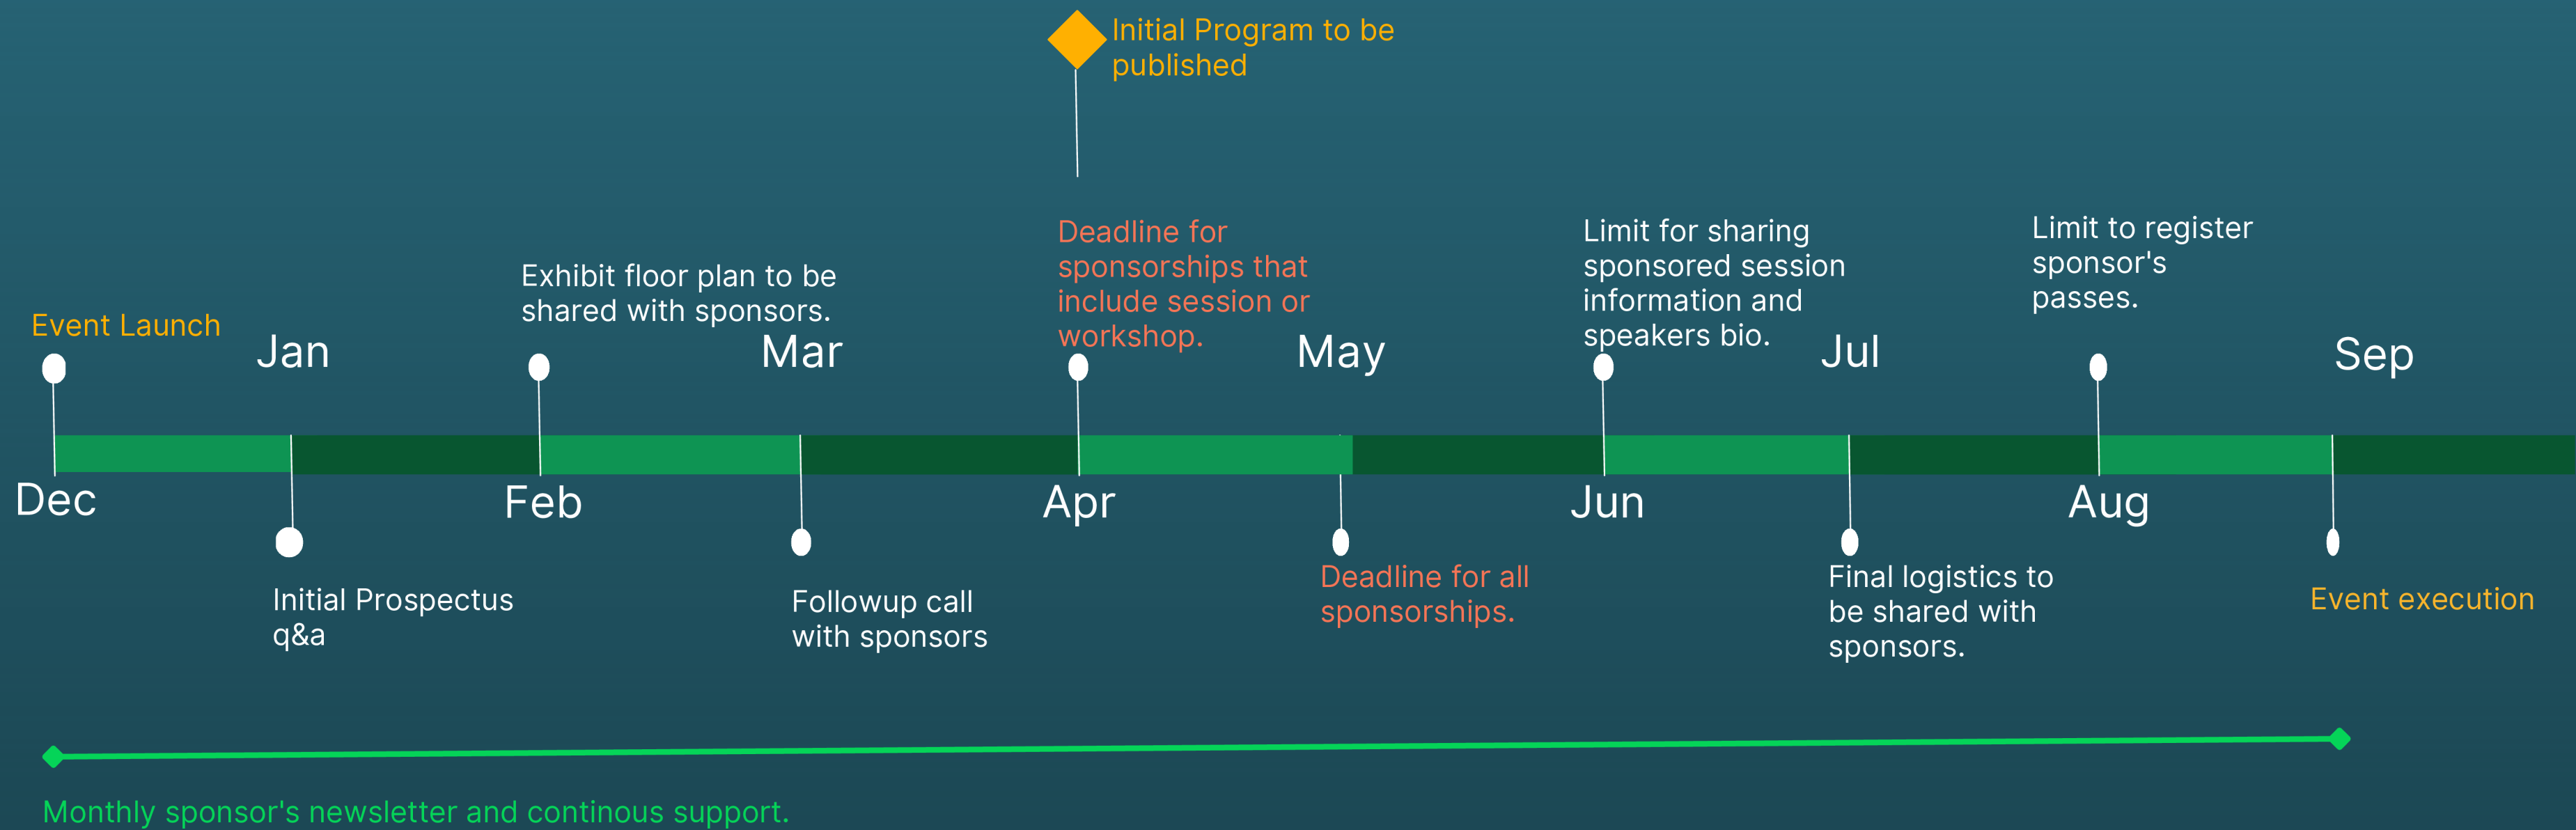 Initial Program to be
published
Event Launch
Jan
Exhibit floor plan to be
shared with sponsors.
Mar
Deadline for
sponsorships that
include session or
workshop.
May
Limit for sharing
sponsored session
information and
speakers bio.
Jul
Limit to register
sponsor's
passes.
Sep
Dec
Feb
Apr
Jun
Aug
Initial Prospectus
q&a
Followup call
with sponsors
Deadline for all
sponsorships.
Final logistics to
be shared with
sponsors.
Event execution
Monthly sponsor's newsletter and continous support.